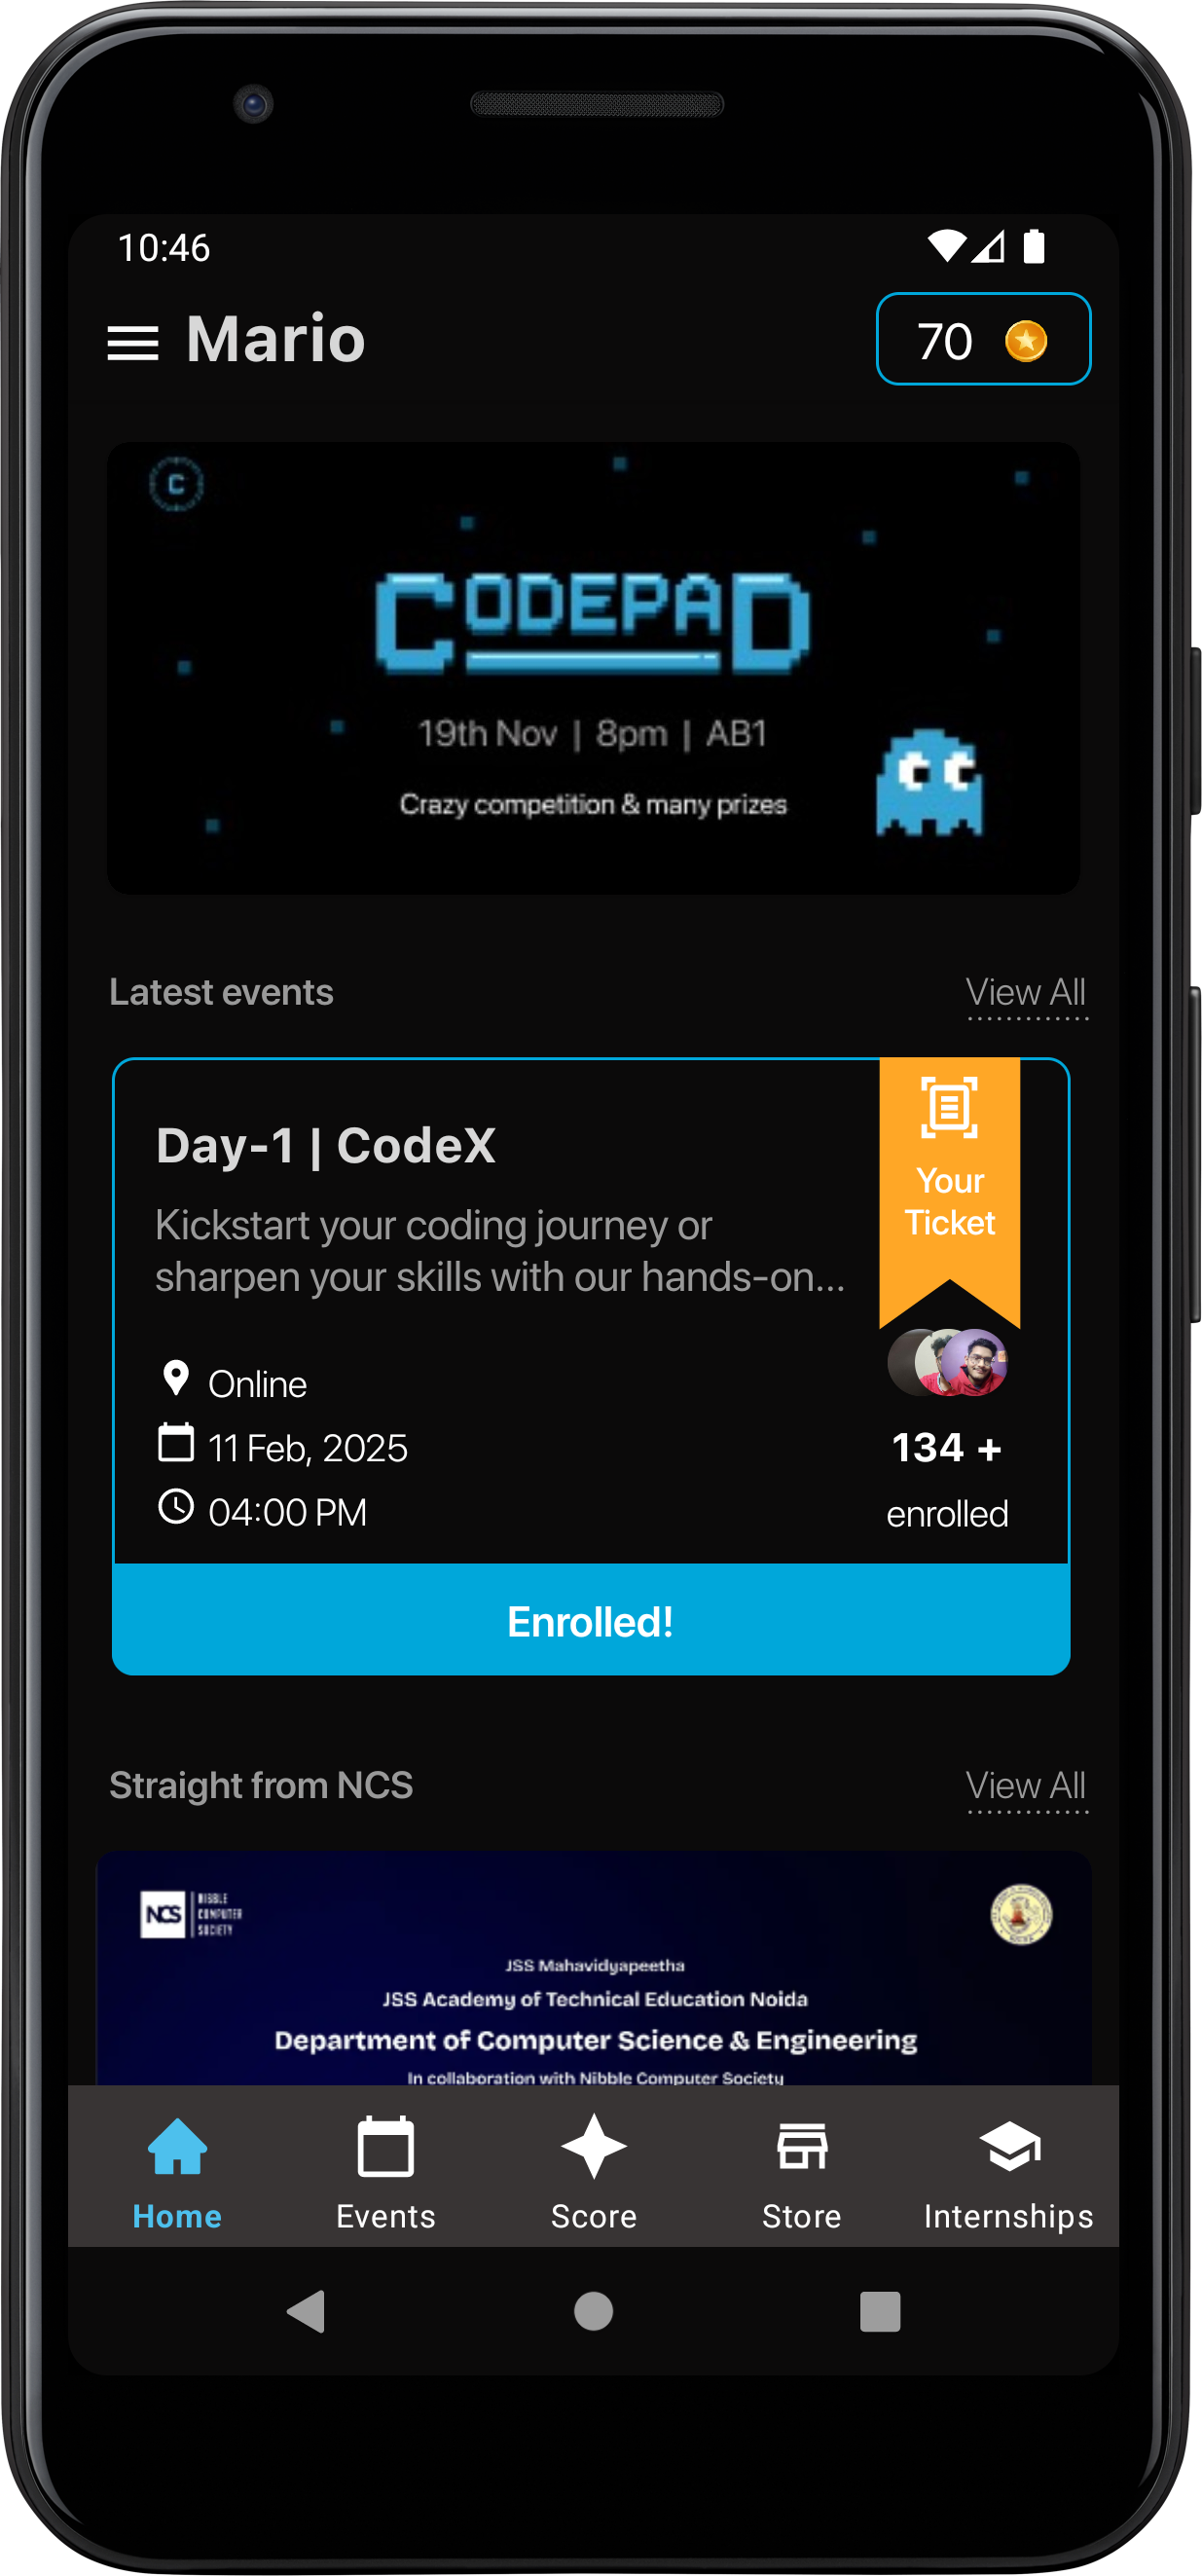 10:46
Mario
70
C
CODEPAD
19th Nov | 8pm | AB1
Crazy competition & many prizes
Latest events
View All
Day-1 | CodeX
Your
Ticket
Kickstart your coding journey or
sharpen your skills with our hands-on...
Online
11 Feb, 2025
134 +
04:00 PM
enrolled
Enrolled!
Straight from NCS
View All
NCS
NIBBLE
COMPUTER
SOCIETY
JSS Mahavidyapeetha
JSS Academy of Technical Education Noida
Department of Computer Science & Engineering
In collaboration with Nibble Computer Society
Home
Events
Score
Store
Internships